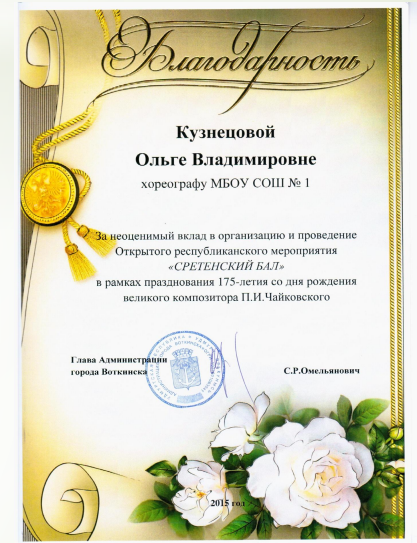 Благодарность
Кузнецовой
Ольге Владимировне
хореографу МБОУ СОШ № 1
За неоценимый вклад в организацию и проведение
Открытого республиканского мероприятия
«СРЕТЕНСКИЙ БАЛ»
в рамках празднования 175-летия со дня рождения
великого композитора П.И.Чайковского
Глава Администрации
города Воткинска С.Р.Омельянович
2015 год